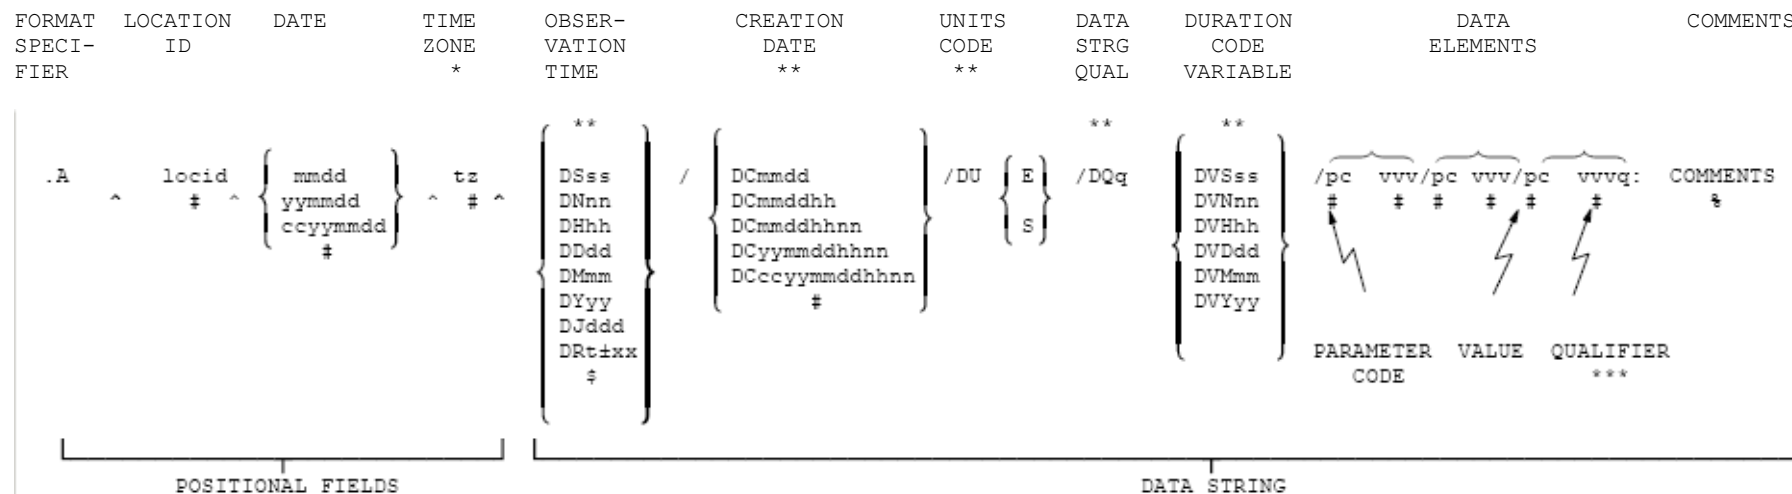 FORMAT LOCATION DATE TIME OBSER- CREATION UNITS DATA DURATION DATA COMMENTS
SPECI- ID ZONE VATION DATE CODE STRG CODE ELEMENTS
FIER * TIME ** ** QUAL VARIABLE
** ** **
.A locid mmdd tz DSss / DCmmdd /DU E /DQq DVSss /pc vvv/pc vvv/pc vvvq: COMMENTS
^ ‡ ^ yymmdd ^ ‡ ^ DNnn DCmmddhh DVNnn ‡ ‡ ‡ ‡ ‡ ‡ %
ccyymmdd DHhh DCmmddhhnn S DVHhh
‡ DDdd DCyymmddhhnn DVDdd
DMmm DCccyymmddhhnn DVMmm
DYyy ‡ DVYyy
DJddd
DRt±xx PARAMETER VALUE QUALIFIER
$ CODE ***
POSITIONAL FIELDS DATA STRING